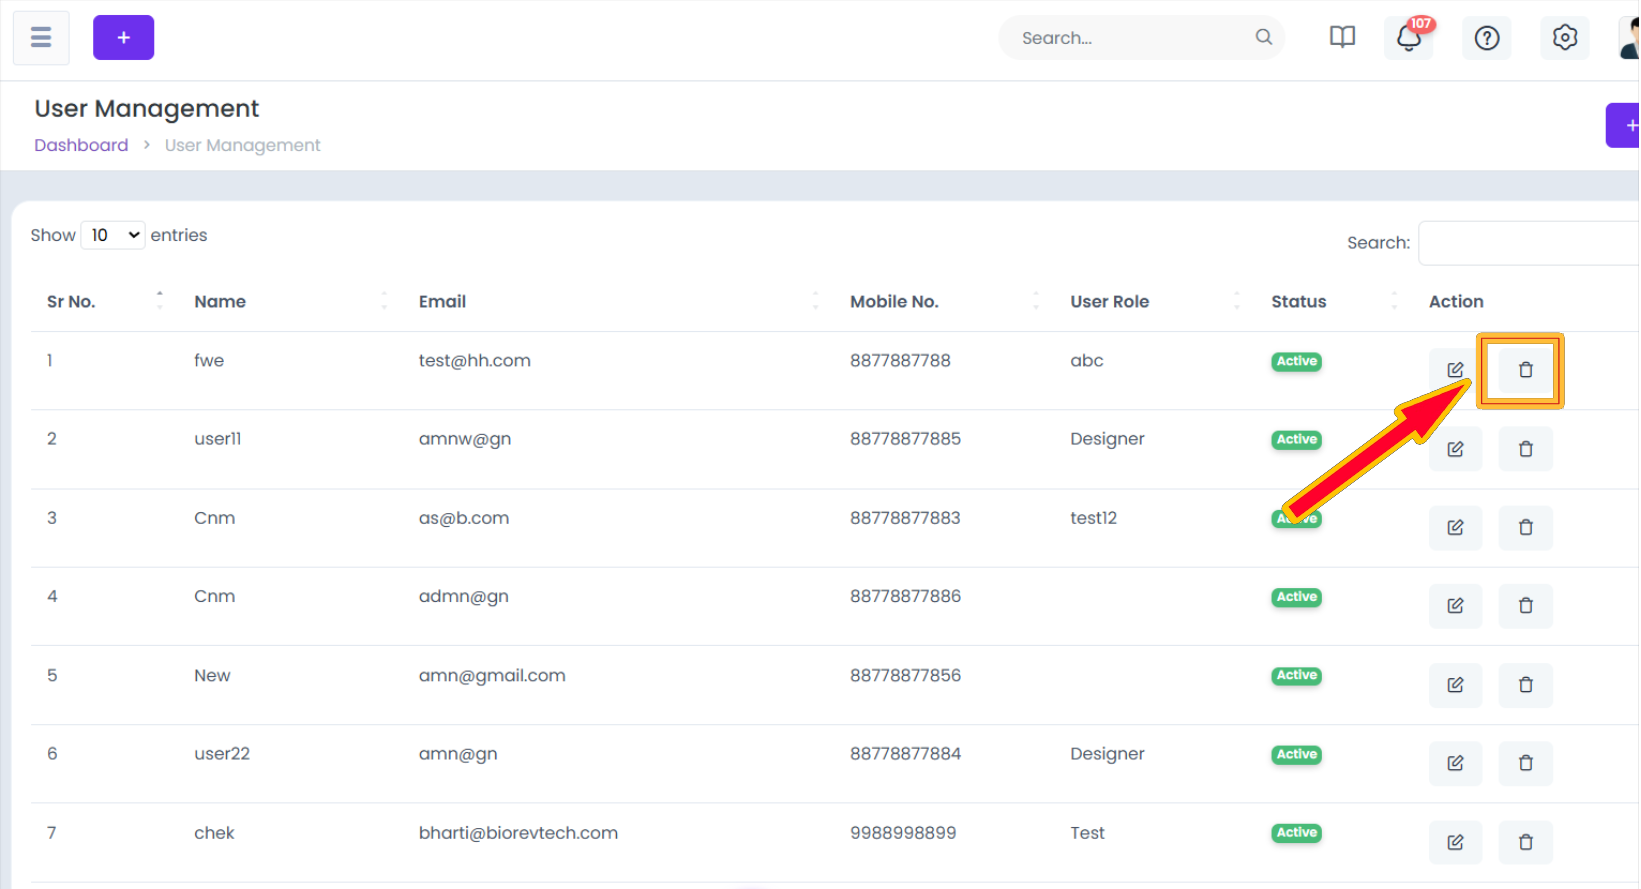 +
Search...
107
User Management
+
Dashboard > User Management
Show 10 entries
Search:
Sr No. Name Email Mobile No. User Role Status Action
1 fwe test@hh.com 8877887788 abc Active
2 user11 amnw@gn 88778877885 Designer Active
3 Cnm as@b.com 88778877883 test12 Active
4 Cnm admn@gn 88778877886 Active
5 New amn@gmail.com 88778877856 Active
6 user22 amn@gn 88778877884 Designer Active
7 chek bharti@biorevtech.com 9988998899 Test Active